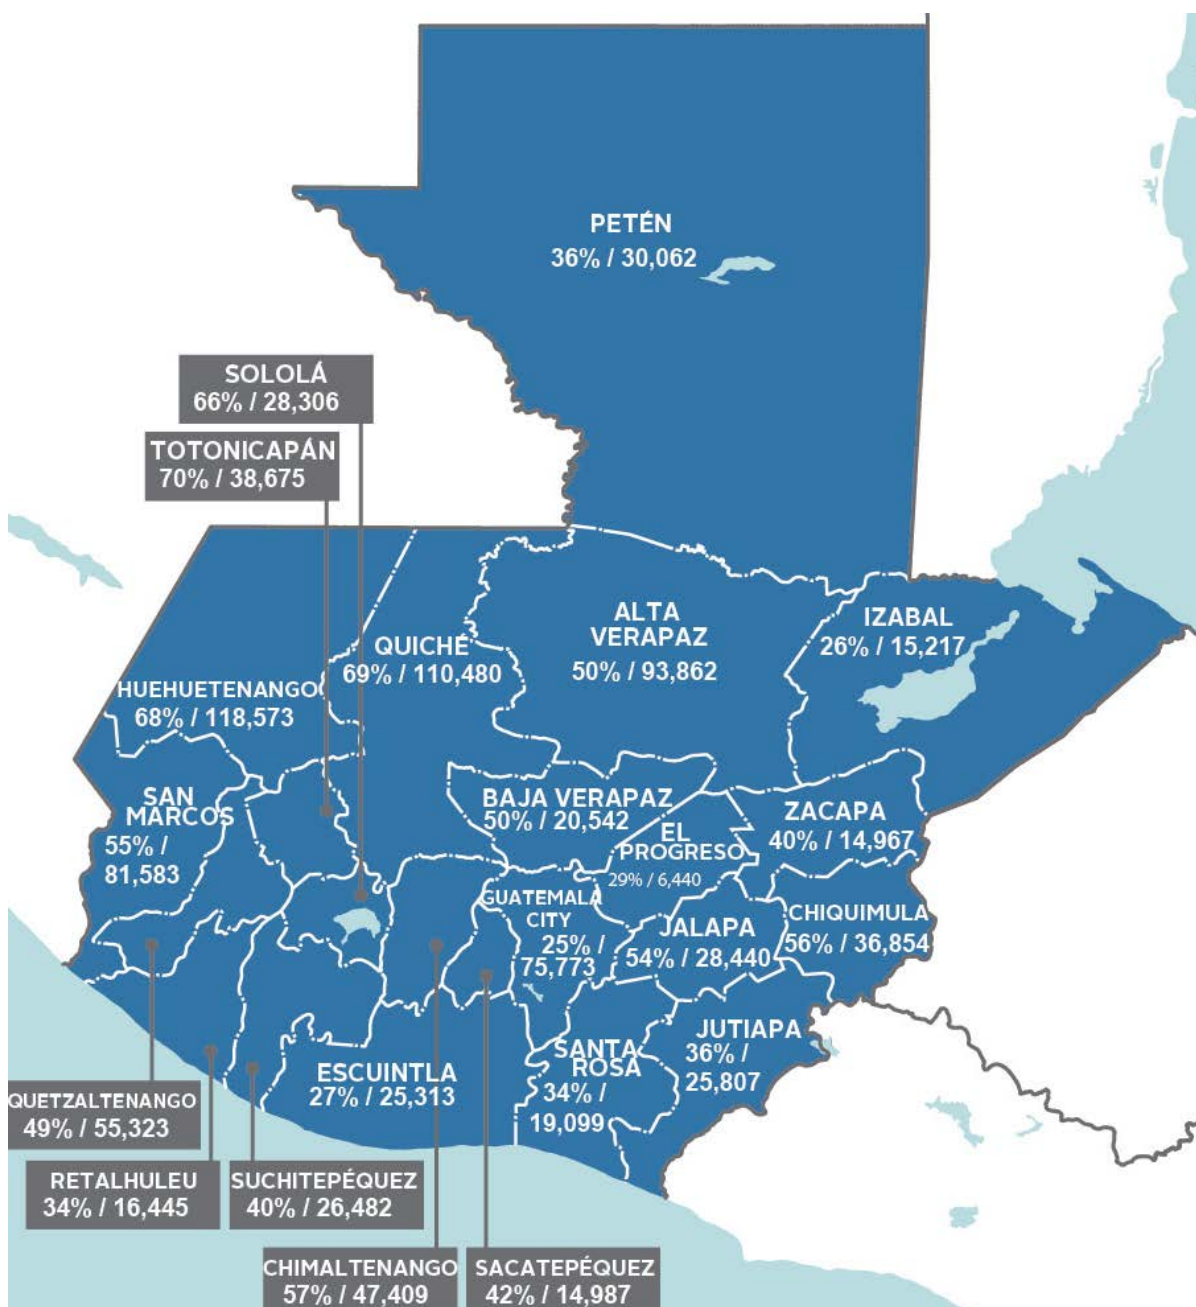 PETÉN
36% / 30,062
SOLOLÁ
66% / 28,306
TOTONICAPÁN
70% / 38,675
ALTA
VERAPAZ
50% / 93,862
IZABAL
26% / 15,217
QUICHÉ
69% / 110,480
HUEHUETENANGO
68% / 118,573
SAN
MARCOS
55% /
81,583
BAJA VERAPAZ
50% / 20,542
EL
PROGRESO
29% / 6,440
ZACAPA
40% / 14,967
GUATEMALA
CITY
25% /
75,773
JALAPA
54% / 28,440
CHIQUIMULA
56% / 36,854
JUTIAPA
36% /
25,807
SANTA
ROSA
34% /
19,099
ESCUINTLA
27% / 25,313
QUETZALTENANGO
49% / 55,323
RETALHULEU
34% / 16,445
SUCHITEPÉQUEZ
40% / 26,482
CHIMALTENANGO
57% / 47,409
SACATEPÉQUEZ
42% / 14,987